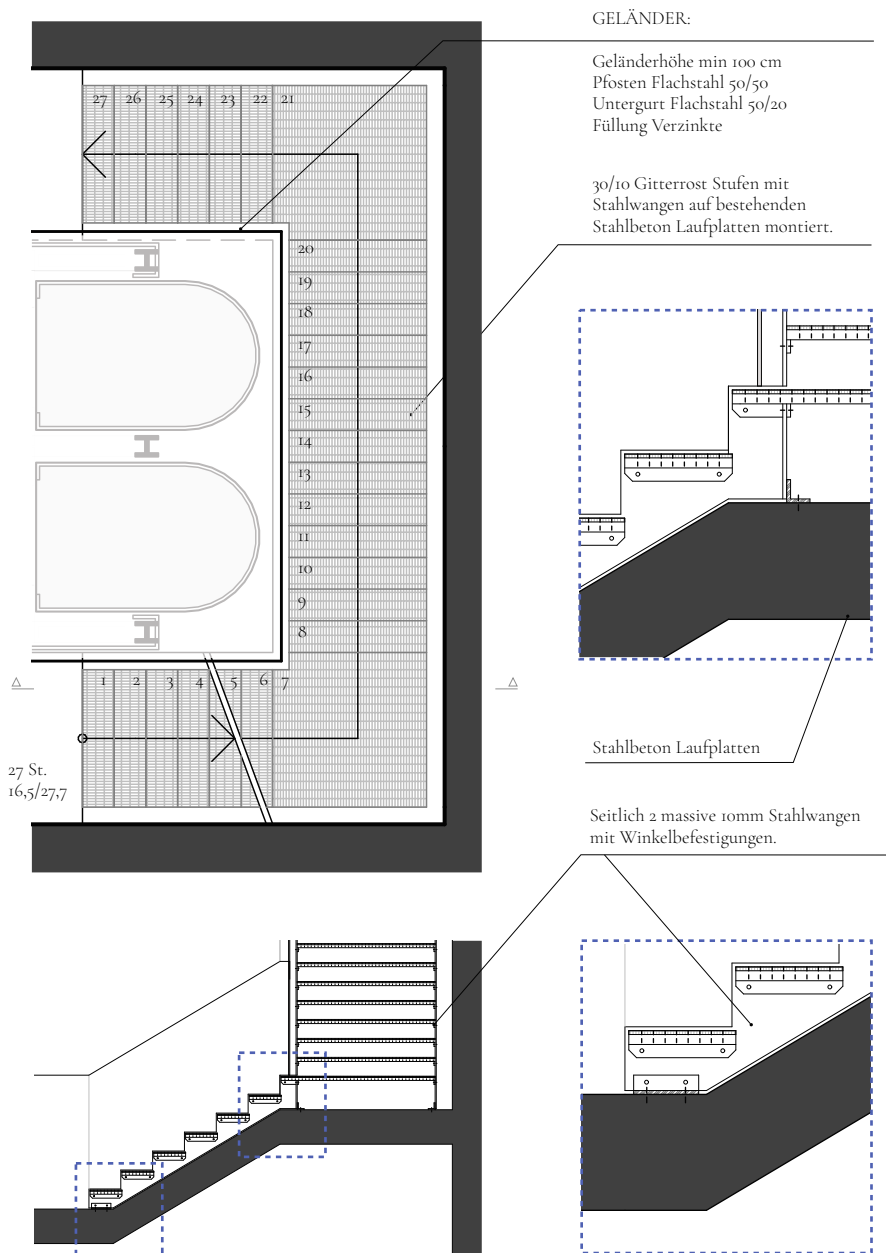 GELÄNDER:
Geländerhöhe min 100 cm
Pfosten Flachstahl 50/50
Untergurt Flachstahl 50/20
Füllung Verzinkte
30/10 Gitterrost Stufen mit
Stahlwangen auf bestehenden
Stahlbeton Laufplatten montiert.
27 26 25 24 23 22 21
20
19
18
17
16
15
14
13
12
11
10
9
8
1 2 3 4 5 6 7
27 St.
16,5/27,7
Stahlbeton Laufplatten
Seitlich 2 massive 10mm Stahlwangen
mit Winkelbefestigungen.